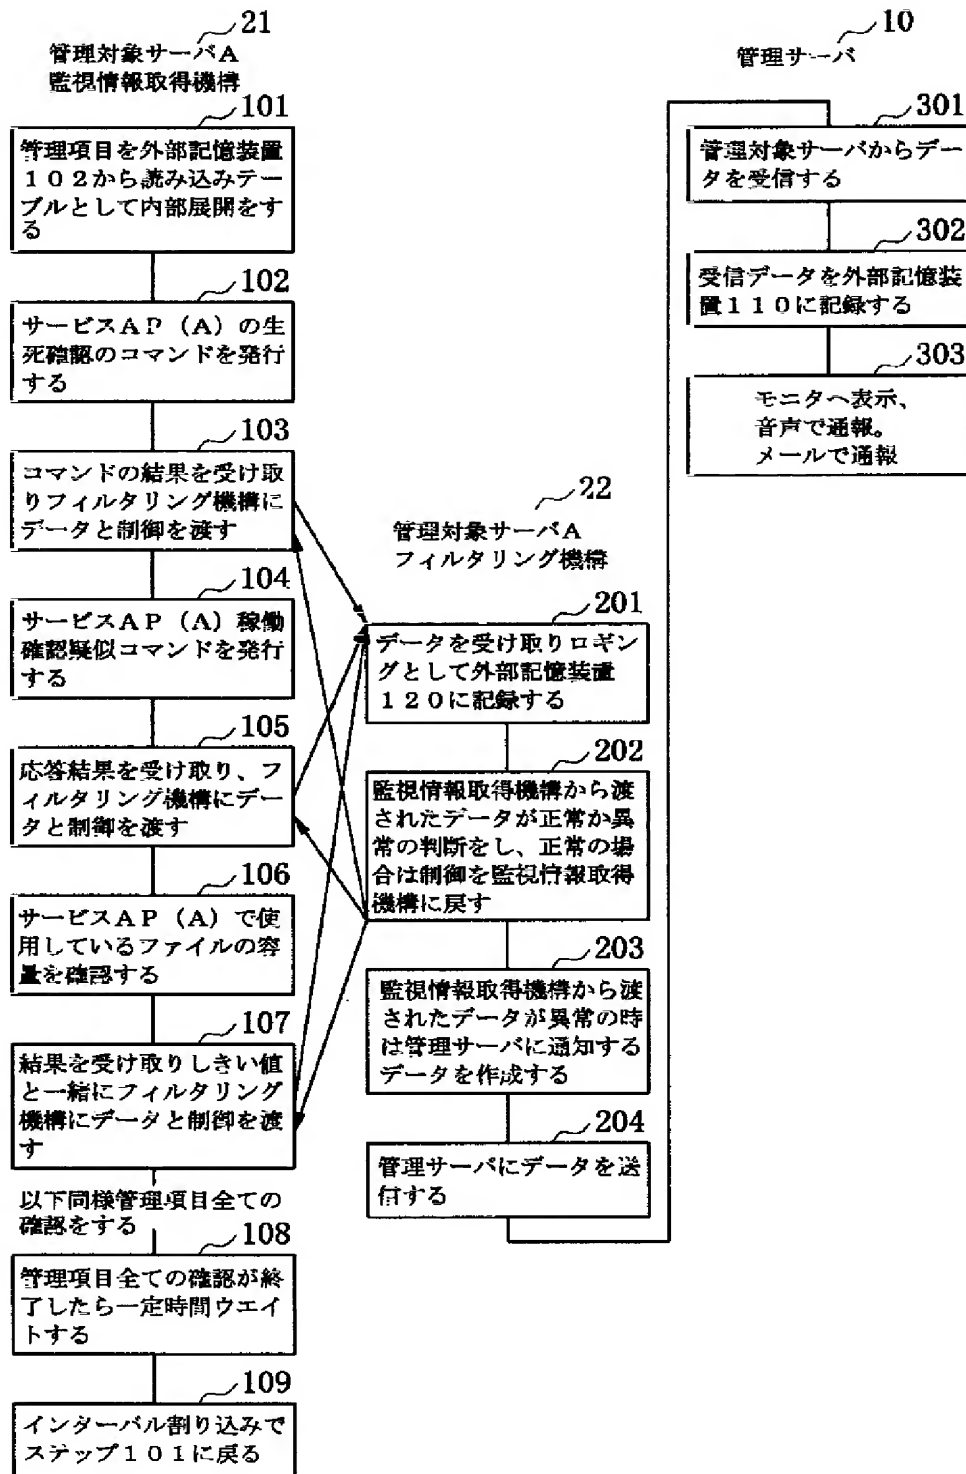 21
管理対象サーバA
監視情報取得機構
101
管理項目を外部記憶装置
102から読み込みテー
ブルとして内部展開をす
る
102
サービスAP(A)の生
死確認のコマンドを発行
する
103
コマンドの結果を受け取
りフィルタリング機構に
データと制御を渡す
104
サービスAP(A)稼働
確認疑似コマンドを発行
する
105
応答結果を受け取り、フ
ィルタリング機構にデー
タと制御を渡す
106
サービスAP(A)で使
用しているファイルの容
量を確認する
107
結果を受け取りしきい値
と一緒にフィルタリング
機構にデータと制御を渡
す
以下同様管理項目全ての
確認をする
108
管理項目全ての確認が終
了したら一定時間ウエイ
トする
109
インターバル割り込みで
ステップ101に戻る
22
管理対象サーバA
フィルタリング機構
201
データを受け取りロギン
グとして外部記憶装置
120に記録する
202
監視情報取得機構から渡
されたデータが正常か異
常の判断をし、正常の場
合は制御を監視情報取得
機構に戻す
203
監視情報取得機構から渡
されたデータが異常の時
は管理サーバに通知する
データを作成する
204
管理サーバにデータを送
信する
10
管理サーバ
301
管理対象サーバからデー
タを受信する
302
受信データを外部記憶装
置110に記録する
303
モニタへ表示、
音声で通報。
メールで通報